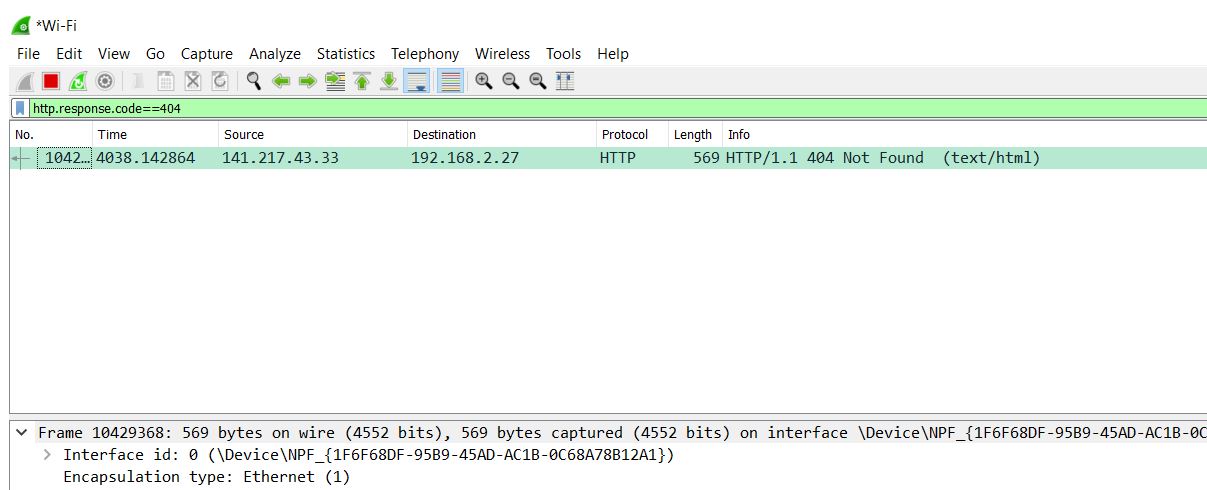 *Wi-Fi
File Edit View Go Capture Analyze Statistics Telephony Wireless Tools Help
http.response.code==404
No. Time Source Destination Protocol Length Info
1042… 4038.142864 141.217.43.33 192.168.2.27 HTTP 569 HTTP/1.1 404 Not Found (text/html)
Frame 10429368: 569 bytes on wire (4552 bits), 569 bytes captured (4552 bits) on interface \Device\NPF_{1F6F68DF-95B9-45AD-AC1B-0C
Interface id: 0 (\Device\NPF_{1F6F68DF-95B9-45AD-AC1B-0C68A78B12A1})
Encapsulation type: Ethernet (1)